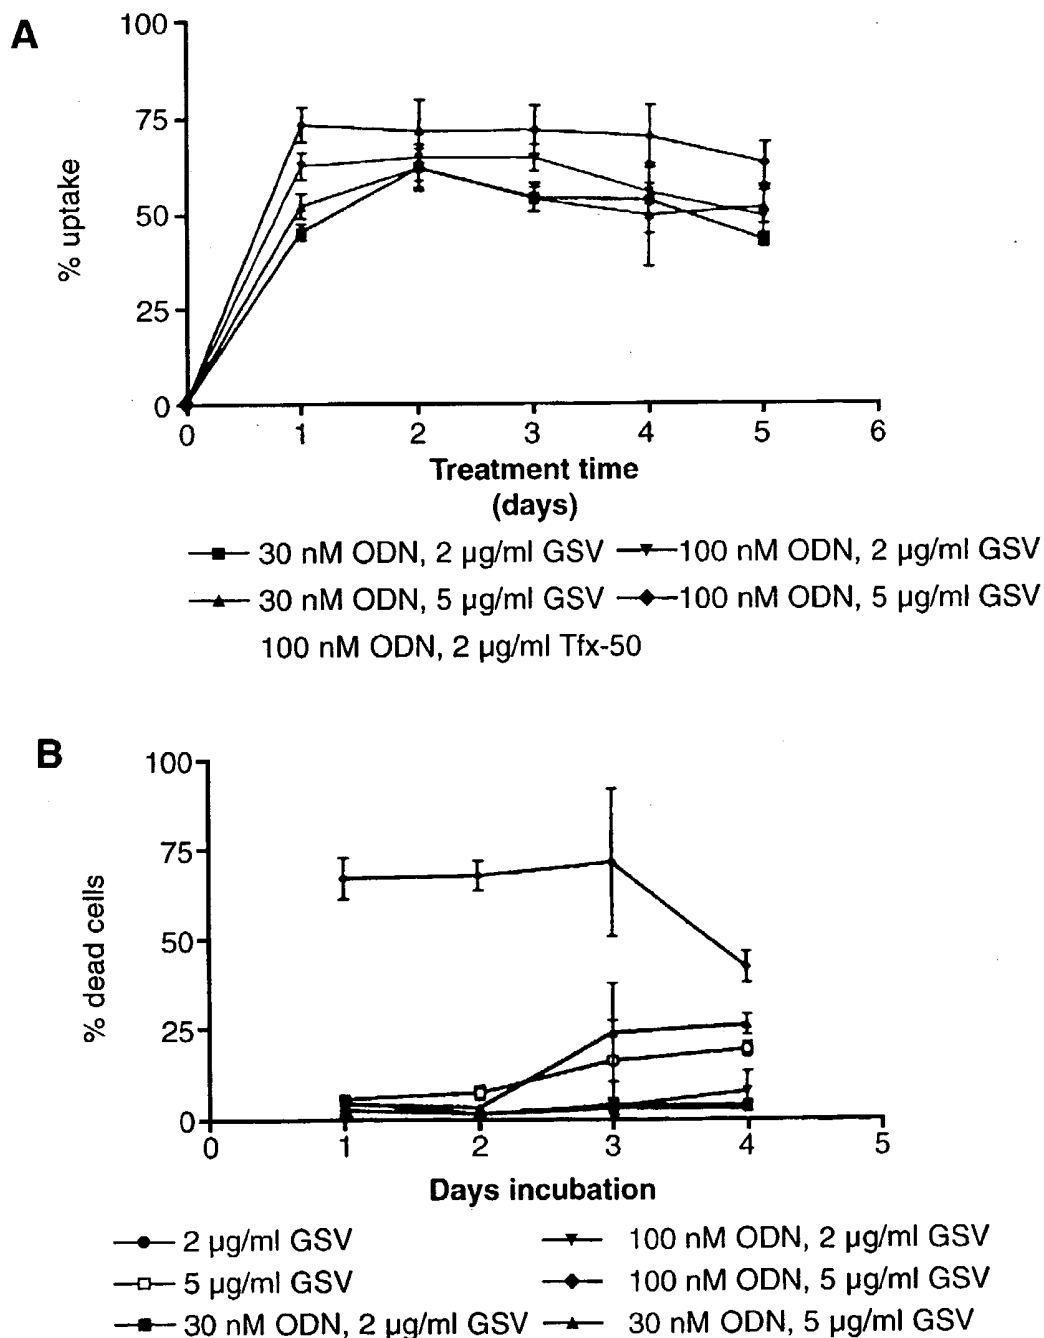 A
100
75
50
25
0
% uptake
0 1 2 3 4 5 6
Treatment time
(days)
30 nM ODN, 2 µg/ml GSV 100 nM ODN, 2 µg/ml GSV
30 nM ODN, 5 µg/ml GSV 100 nM ODN, 5 µg/ml GSV
100 nM ODN, 2 µg/ml Tfx-50
B
100
75
50
25
0
% dead cells
0 1 2 3 4 5
Days incubation
2 µg/ml GSV 100 nM ODN, 2 µg/ml GSV
5 µg/ml GSV 100 nM ODN, 5 µg/ml GSV
30 nM ODN, 2 µg/ml GSV 30 nM ODN, 5 µg/ml GSV